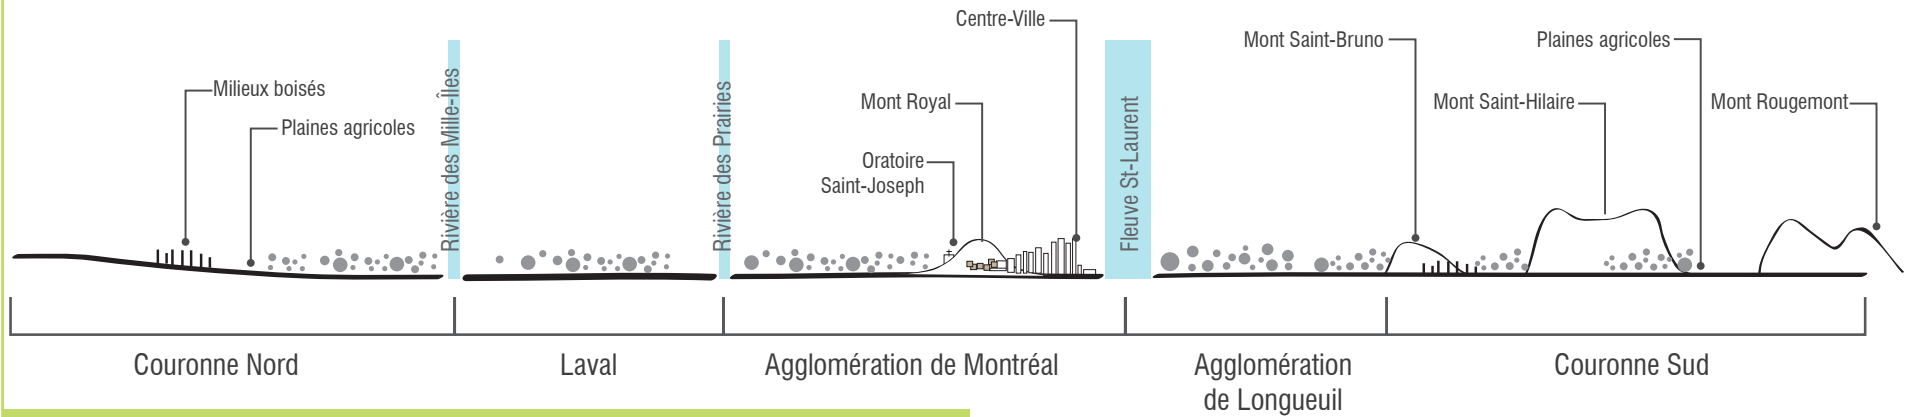 Milieux boisés
Plaines agricoles
Rivière des Mille-Îles
Rivière des Prairies
Centre-Ville
Mont Royal
Oratoire
Saint-Joseph
Fleuve St-Laurent
Mont Saint-Bruno
Mont Saint-Hilaire
Plaines agricoles
Mont Rougemont
Couronne Nord
Laval
Agglomération de Montréal
Agglomération
de Longueuil
Couronne Sud